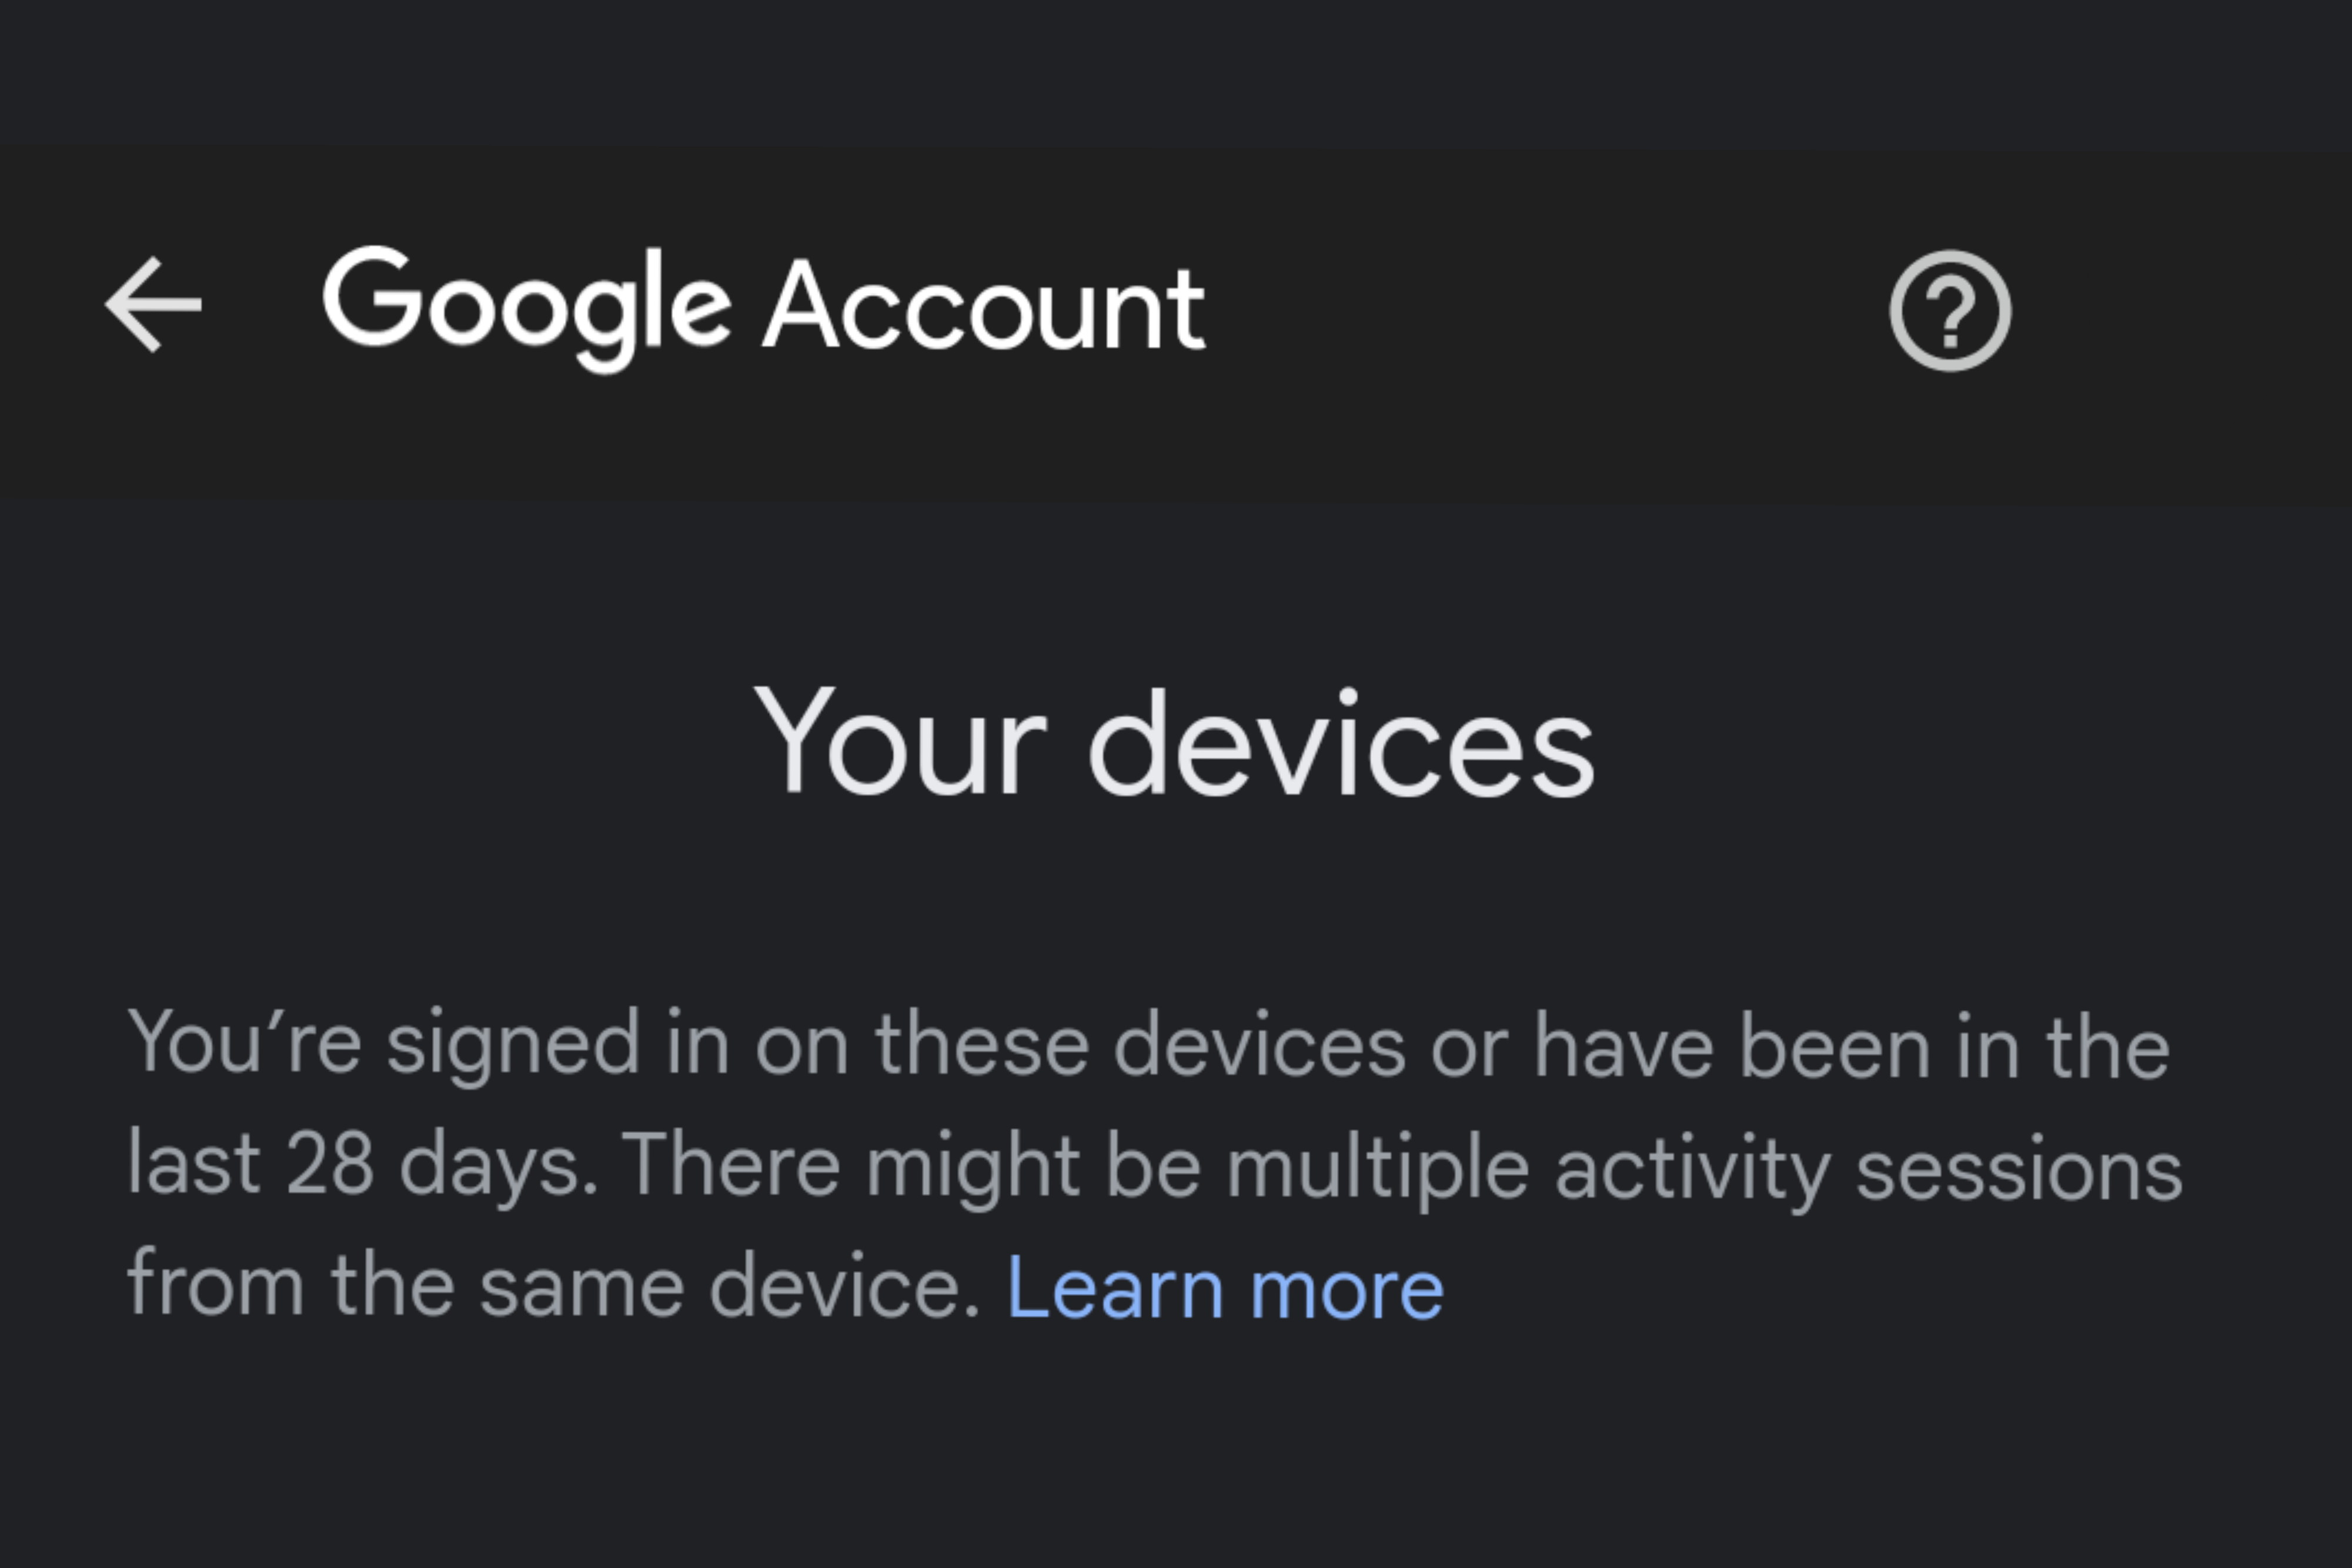 Google Account
Your devices
You’re signed in on these devices or have been in the
last 28 days. There might be multiple activity sessions
from the same device. Learn more